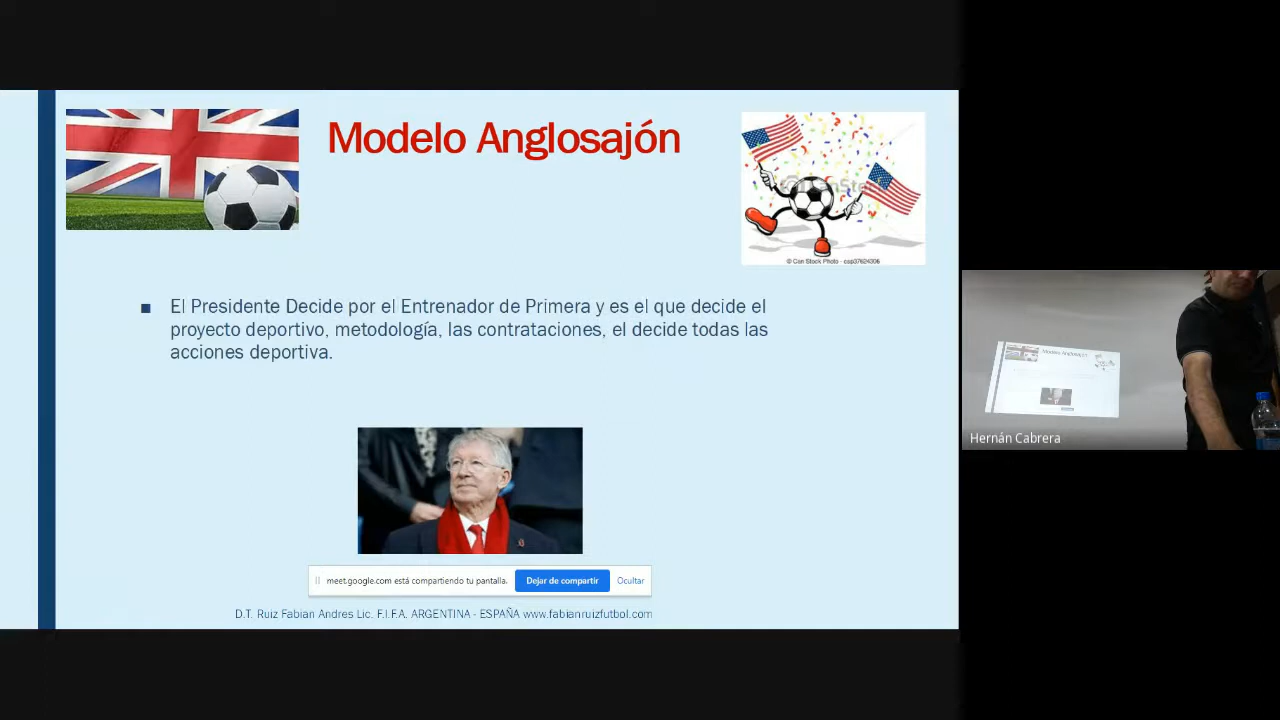 Modelo Anglosajón
© Can Stock Photo - csp37624306
■ El Presidente Decide por el Entrenador de Primera y es el que decide el
proyecto deportivo, metodología, las contrataciones, el decide todas las
acciones deportiva.
meet.google.com está compartiendo tu pantalla.
Dejar de compartir
Ocultar
D.T. Ruiz Fabian Andres Lic. F.I.F.A. ARGENTINA - ESPAÑA www.fabianruizfutbol.com
Modelo Anglosajón
Hernán Cabrera